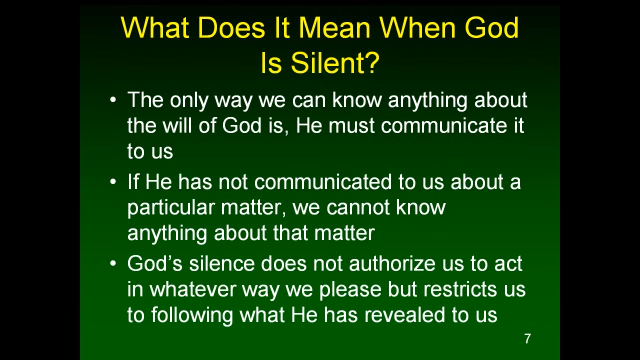 What Does It Mean When God
Is Silent?
• The only way we can know anything about
the will of God is, He must communicate it
to us
• If He has not communicated to us about a
particular matter, we cannot know
anything about that matter
• God's silence does not authorize us to act
in whatever way we please but restricts us
to following what He has revealed to us
7